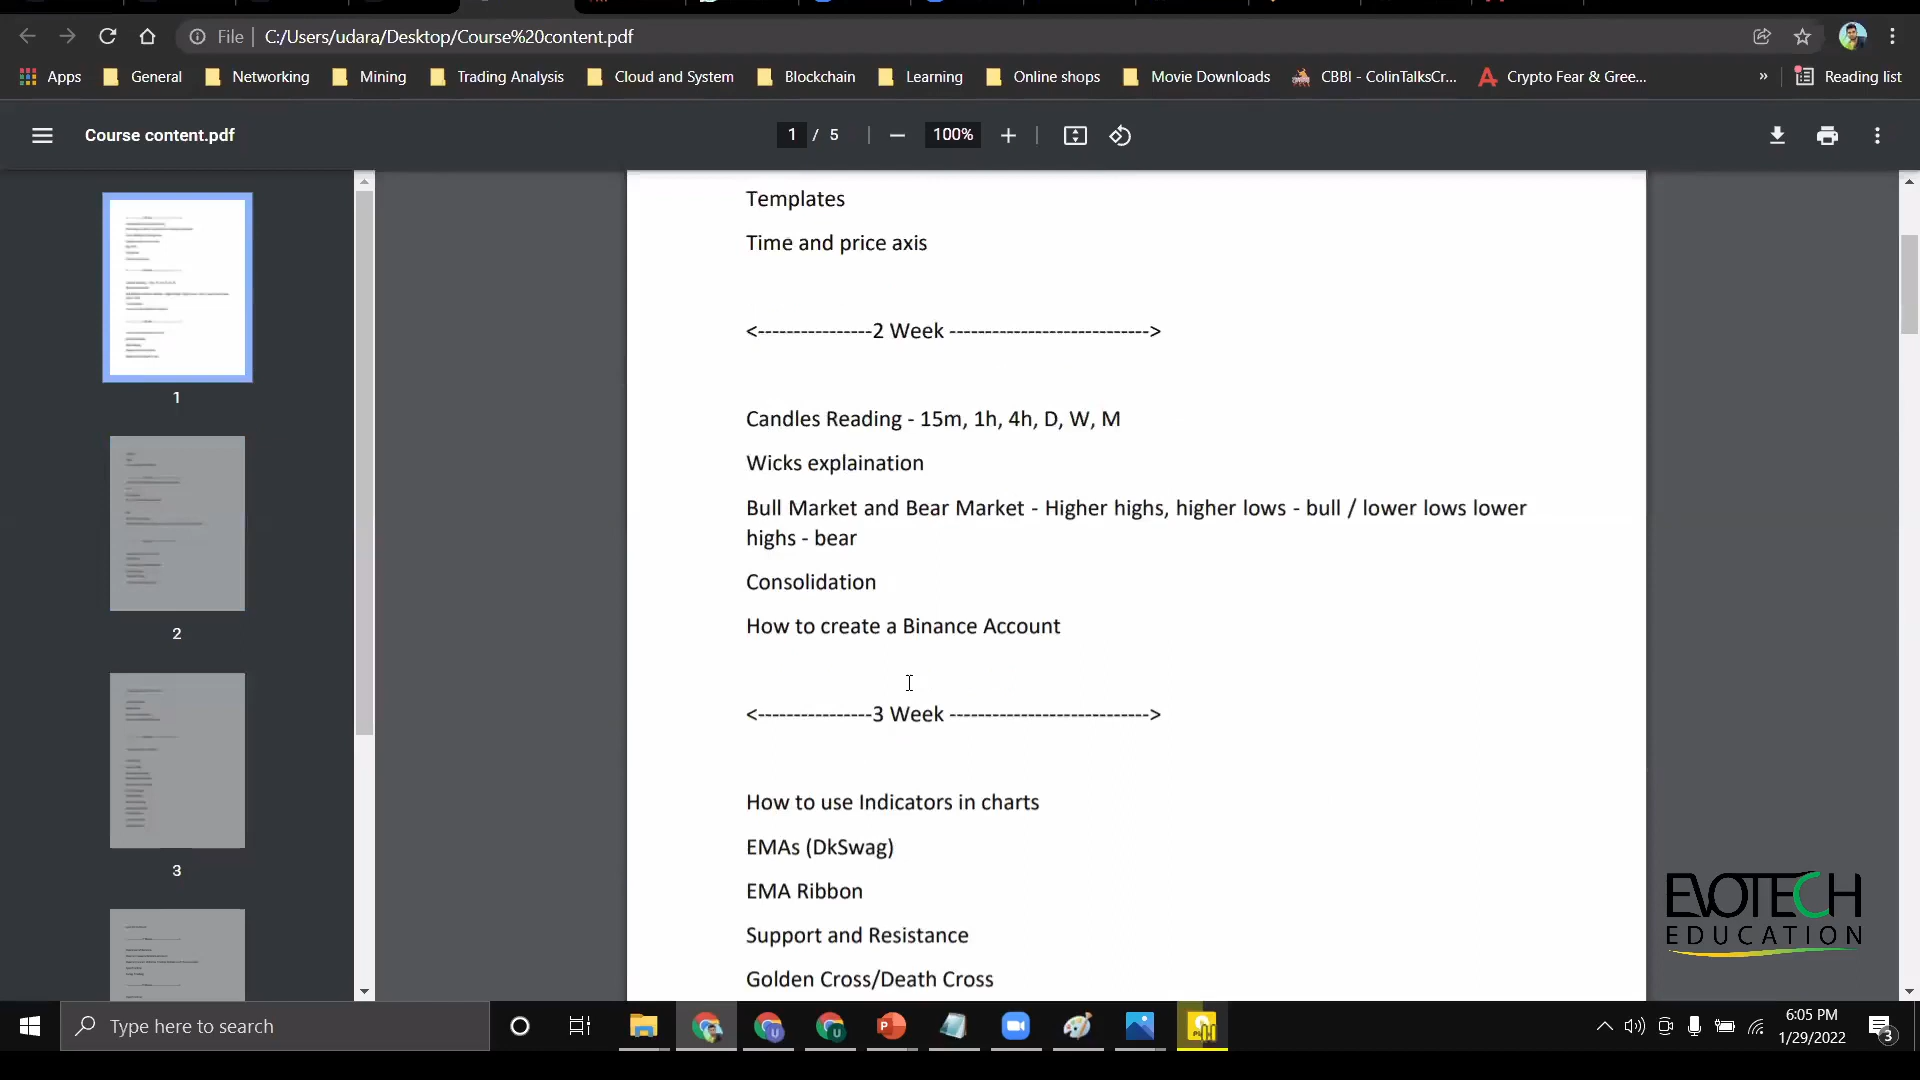 File
C:/Users/udara/Desktop/Course%20content.pdf
Apps
General
Networking
Mining
Trading Analysis
Cloud and System
Blockchain
Learning
Online shops
Movie Downloads
CBBI - ColinTalksCr...
Crypto Fear & Gree...
»
Reading list
Course content.pdf
1 / 5
100%
Templates
Time and price axis
<----------------2 Week ---------------------------->
Candles Reading - 15m, 1h, 4h, D, W, M
Wicks explaination
Bull Market and Bear Market - Higher highs, higher lows - bull / lower lows lower
highs - bear
Consolidation
How to create a Binance Account
<----------------3 Week ---------------------------->
How to use Indicators in charts
EMAs (DkSwag)
EMA Ribbon
Support and Resistance
Golden Cross/Death Cross
1
2
3
EVOTECH
EDUCATION
Type here to search
6:05 PM
1/29/2022
3